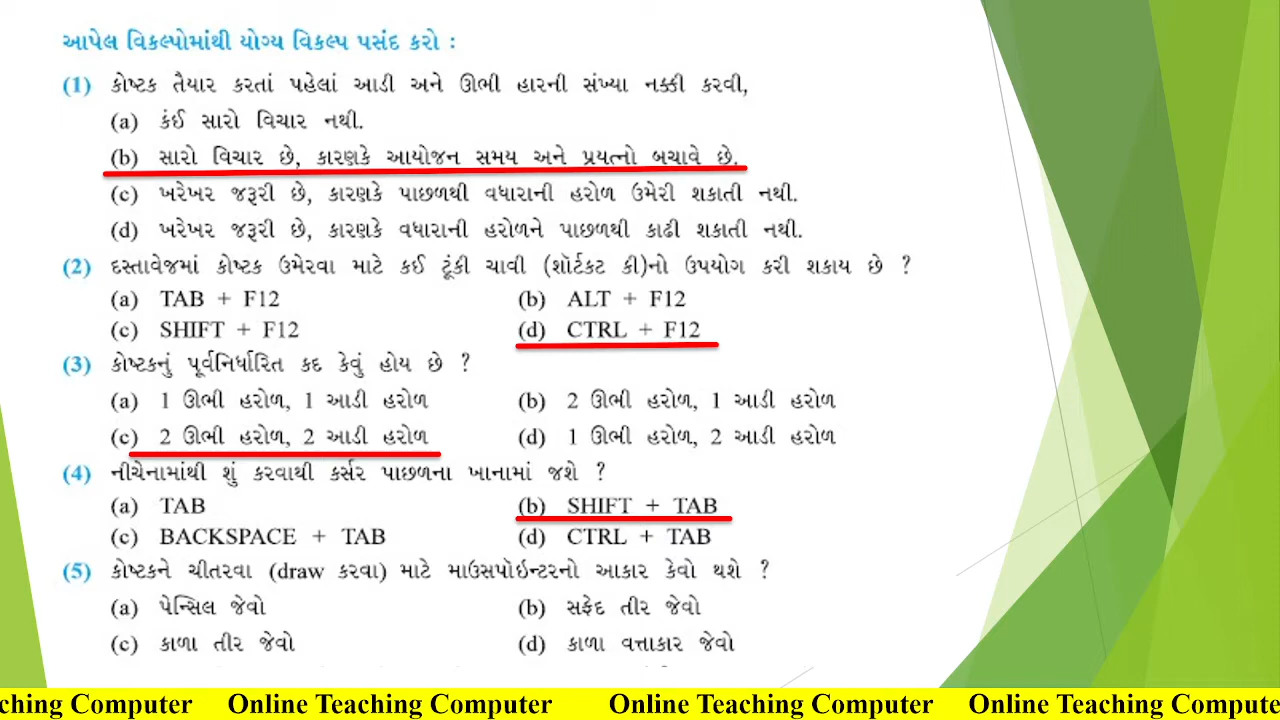 આપેલ વિકલ્પોમાંથી યોગ્ય વિકલ્પ પસંદ કરો :
(1) કોષ્ટક તૈયાર કરતાં પહેલાં આડી અને ઊભી હારની સંખ્યા નક્કી કરવી,
(a) કંઈ સારો વિચાર નથી.
(b) સારો વિચાર છે, કારણકે આયોજન સમય અને પ્રયત્નો બચાવે છે.
(c) ખરેખર જરૂરી છે, કારણકે પાછળથી વધારાની હરોળ ઉમેરી શકાતી નથી.
(d) ખરેખર જરૂરી છે, કારણકે વધારાની હરોળને પાછળથી કાઢી શકાતી નથી.
(2) દસ્તાવેજમાં કોષ્ટક ઉમેરવા માટે કઈ ટૂંકી ચાવી (શૉર્ટકટ કી)નો ઉપયોગ કરી શકાય છે ?
(a) TAB + F12 (b) ALT + F12
(c) SHIFT + F12 (d) CTRL + F12
(3) કોષ્ટકનું પૂર્વનિર્ધારિત કદ કેવું હોય છે ?
(a) 1 ઊભી હરોળ, 1 આડી હરોળ (b) 2 ઊભી હરોળ, 1 આડી હરોળ
(c) 2 ઊભી હરોળ, 2 આડી હરોળ (d) 1 ઊભી હરોળ, 2 આડી હરોળ
(4) નીચેનામાંથી શું કરવાથી કર્સર પાછળના ખાનામાં જશે ?
(a) TAB (b) SHIFT + TAB
(c) BACKSPACE + TAB (d) CTRL + TAB
(5) કોષ્ટકને ચીતરવા (draw કરવા) માટે માઉસપૉઇન્ટરનો આકાર કેવો થશે ?
(a) પેન્સિલ જેવો (b) સફેદ તીર જેવો
(c) કાળા તીર જેવો (d) કાળા વત્તાકાર જેવો
ching Computer Online Teaching Computer Online Teaching Computer Online Teaching Compute